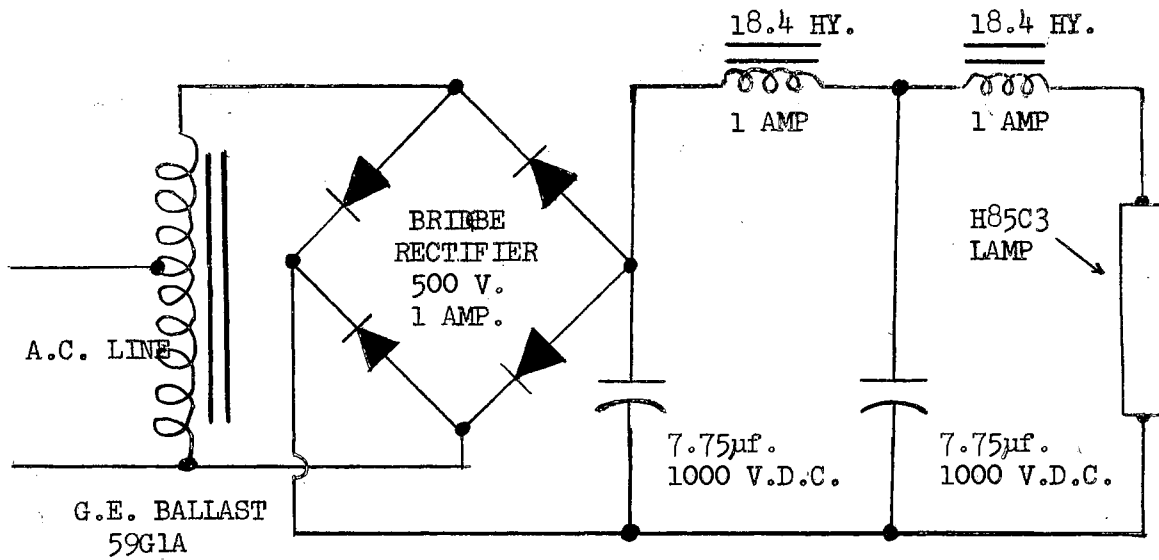 18.4 HY.
18.4 HY.
1 AMP
1 AMP
BRIDGE
RECTIFIER
500 V.
1 AMP.
H85C3
LAMP
A.C. LINE
7.75µf.
1000 V.D.C.
7.75µf.
1000 V.D.C.
G.E. BALLAST
59G1A